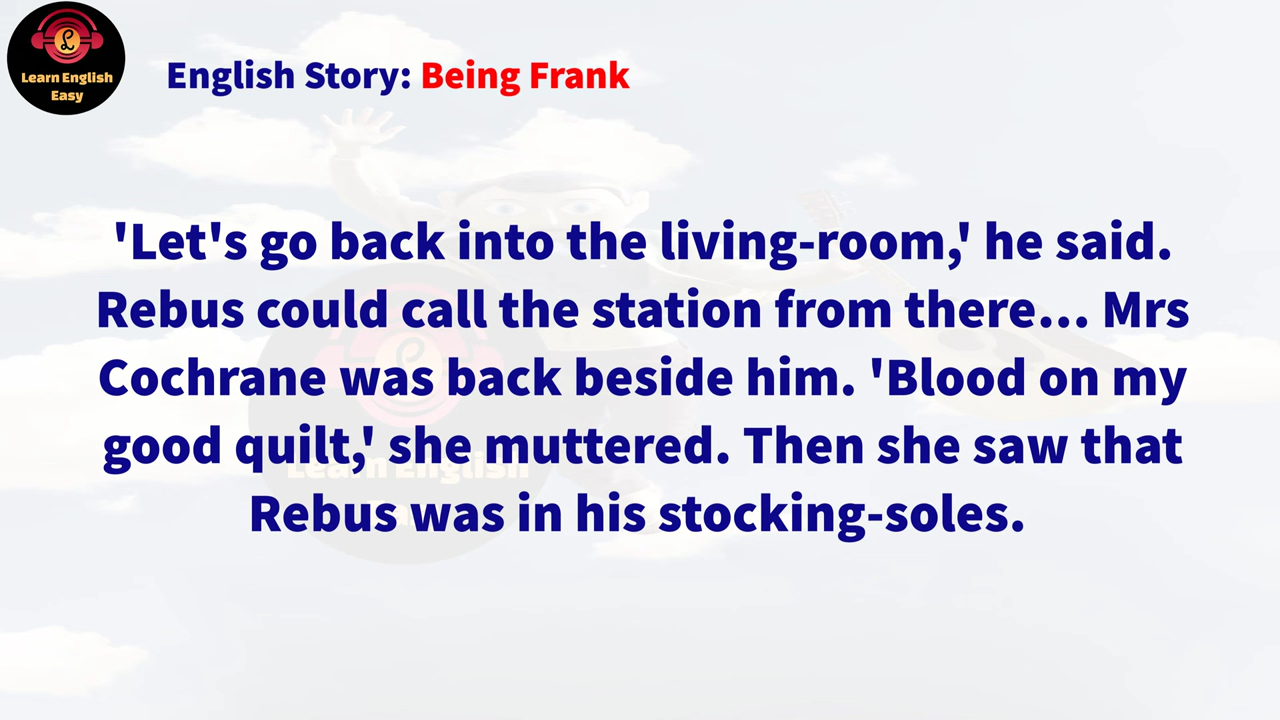 Learn English
Easy
English Story: Being Frank
'Let's go back into the living-room,' he said.
Rebus could call the station from there... Mrs
Cochrane was back beside him. 'Blood on my
good quilt,' she muttered. Then she saw that
Rebus was in his stocking-soles.
Learn English